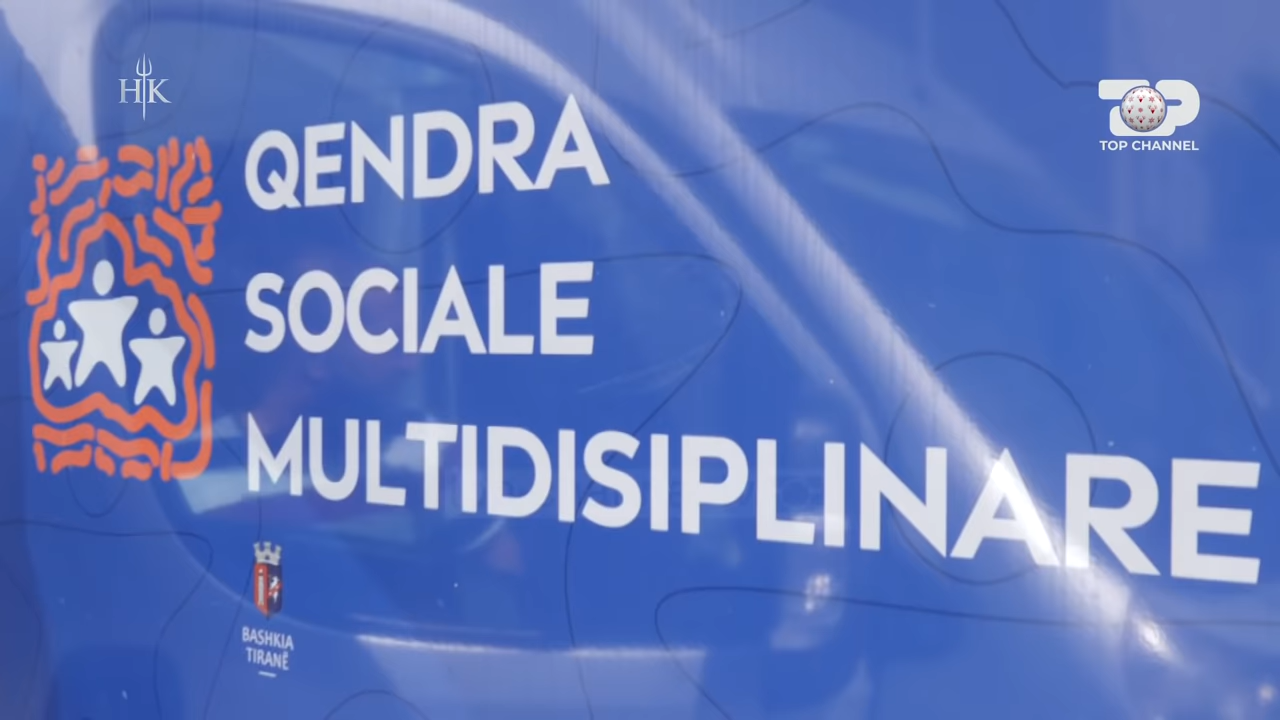 HK
TOP CHANNEL
QENDRA
SOCIALE
MULTIDISIPLINARE
BASHKIA
TIRANË